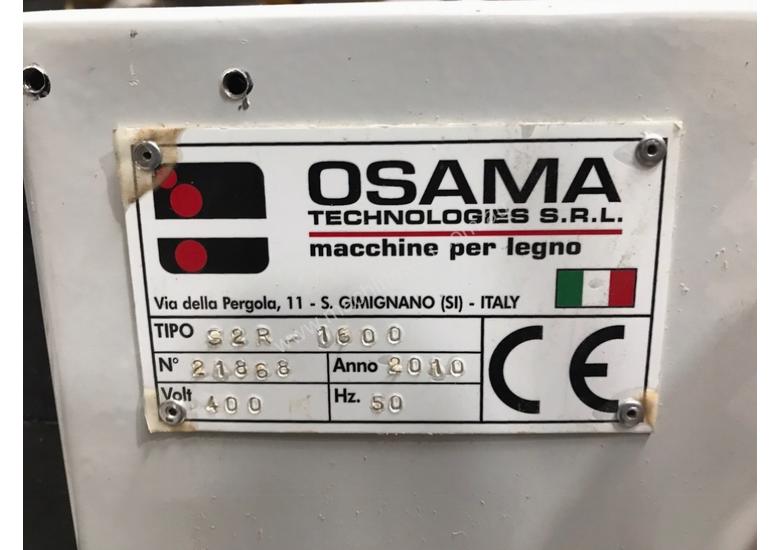 OSAMA
TECHNOLOGIES S.R.L.
macchine per legno
Via della Pergola, 11 - S. GIMIGNANO (SI) - ITALY
TIPO S2R-1600
N° 21868 Anno 2010
Volt 400 Hz. 50
CE